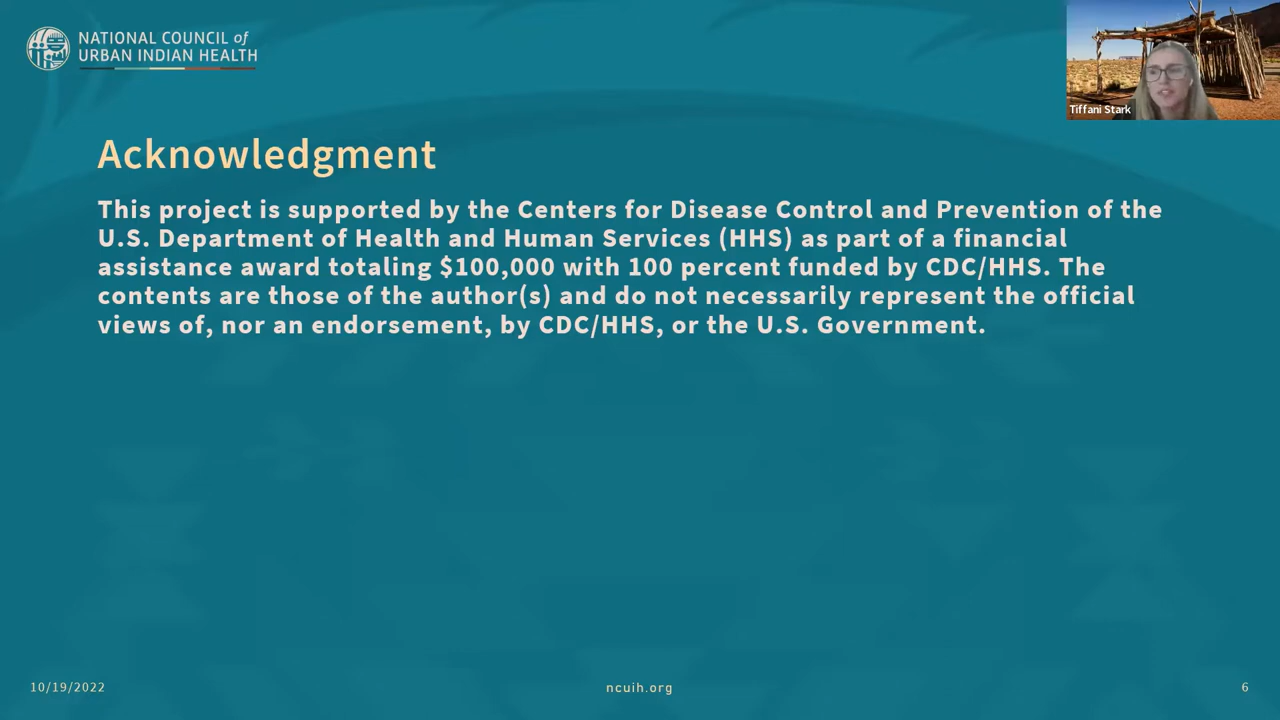 NATIONAL COUNCIL of
URBAN INDIAN HEALTH
Tiffani Stark
Acknowledgment
This project is supported by the Centers for Disease Control and Prevention of the
U.S. Department of Health and Human Services (HHS) as part of a financial
assistance award totaling $100,000 with 100 percent funded by CDC/HHS. The
contents are those of the author(s) and do not necessarily represent the official
views of, nor an endorsement, by CDC/HHS, or the U.S. Government.
10/19/2022
ncuih.org
6